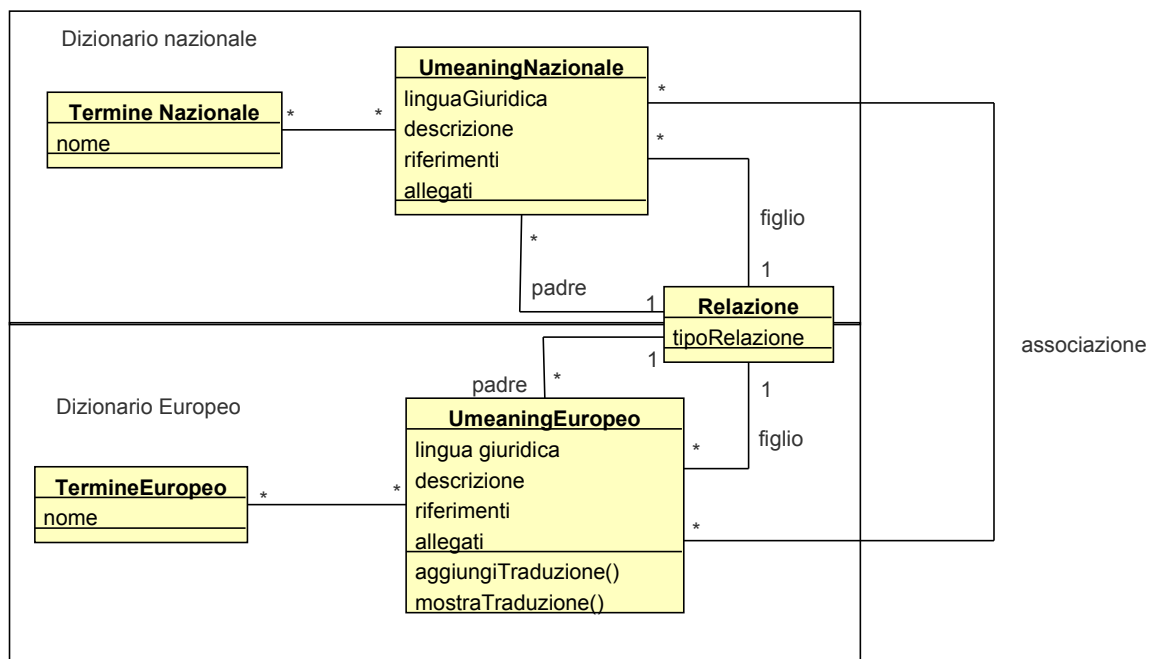 Dizionario nazionale
UmeaningNazionale
linguaGiuridica
descrizione
riferimenti
allegati
Termine Nazionale
nome
*
*
*
*
*
figlio
1
padre
1
Relazione
tipoRelazione
associazione
1
1
padre
*
figlio
Dizionario Europeo
UmeaningEuropeo
lingua giuridica
descrizione
riferimenti
allegati
aggiungiTraduzione()
mostraTraduzione()
*
*
TermineEuropeo
nome
*
*